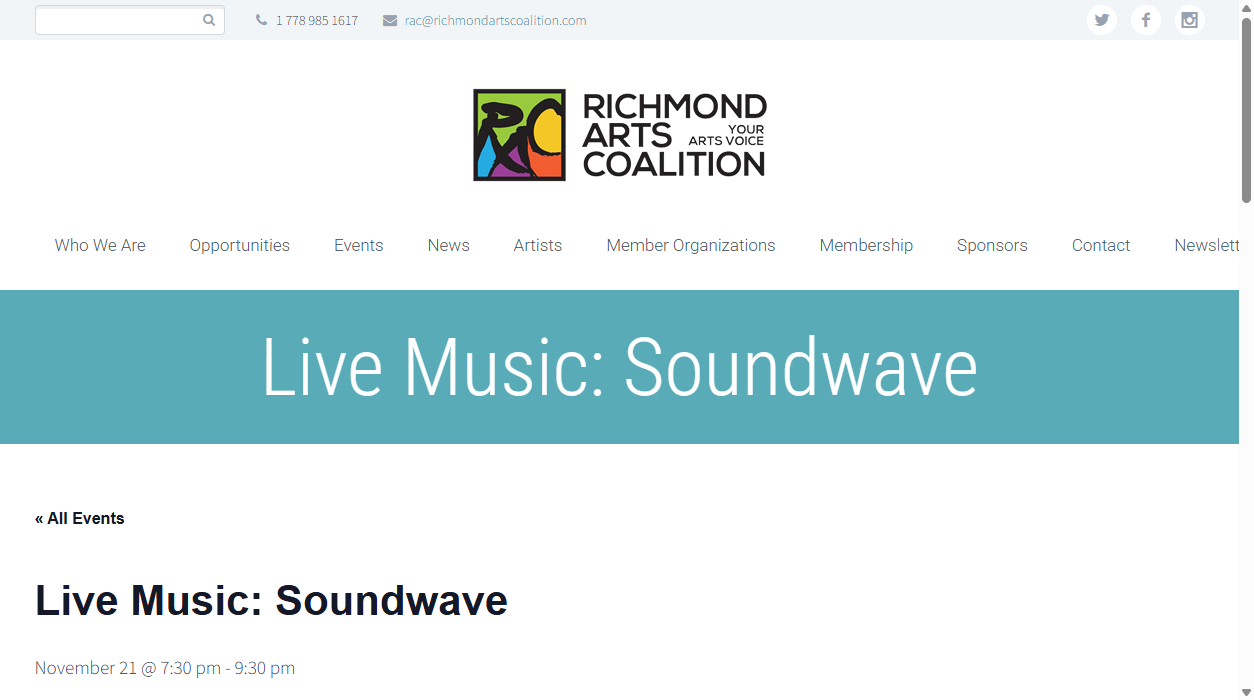 1 778 985 1617 rac@richmondartscoalition.com
RICHMOND
ARTS YOUR ARTS VOICE
COALITION
Who We Are Opportunities Events News Artists Member Organizations Membership Sponsors Contact Newslett
Live Music: Soundwave
« All Events
Live Music: Soundwave
November 21 @ 7:30 pm - 9:30 pm